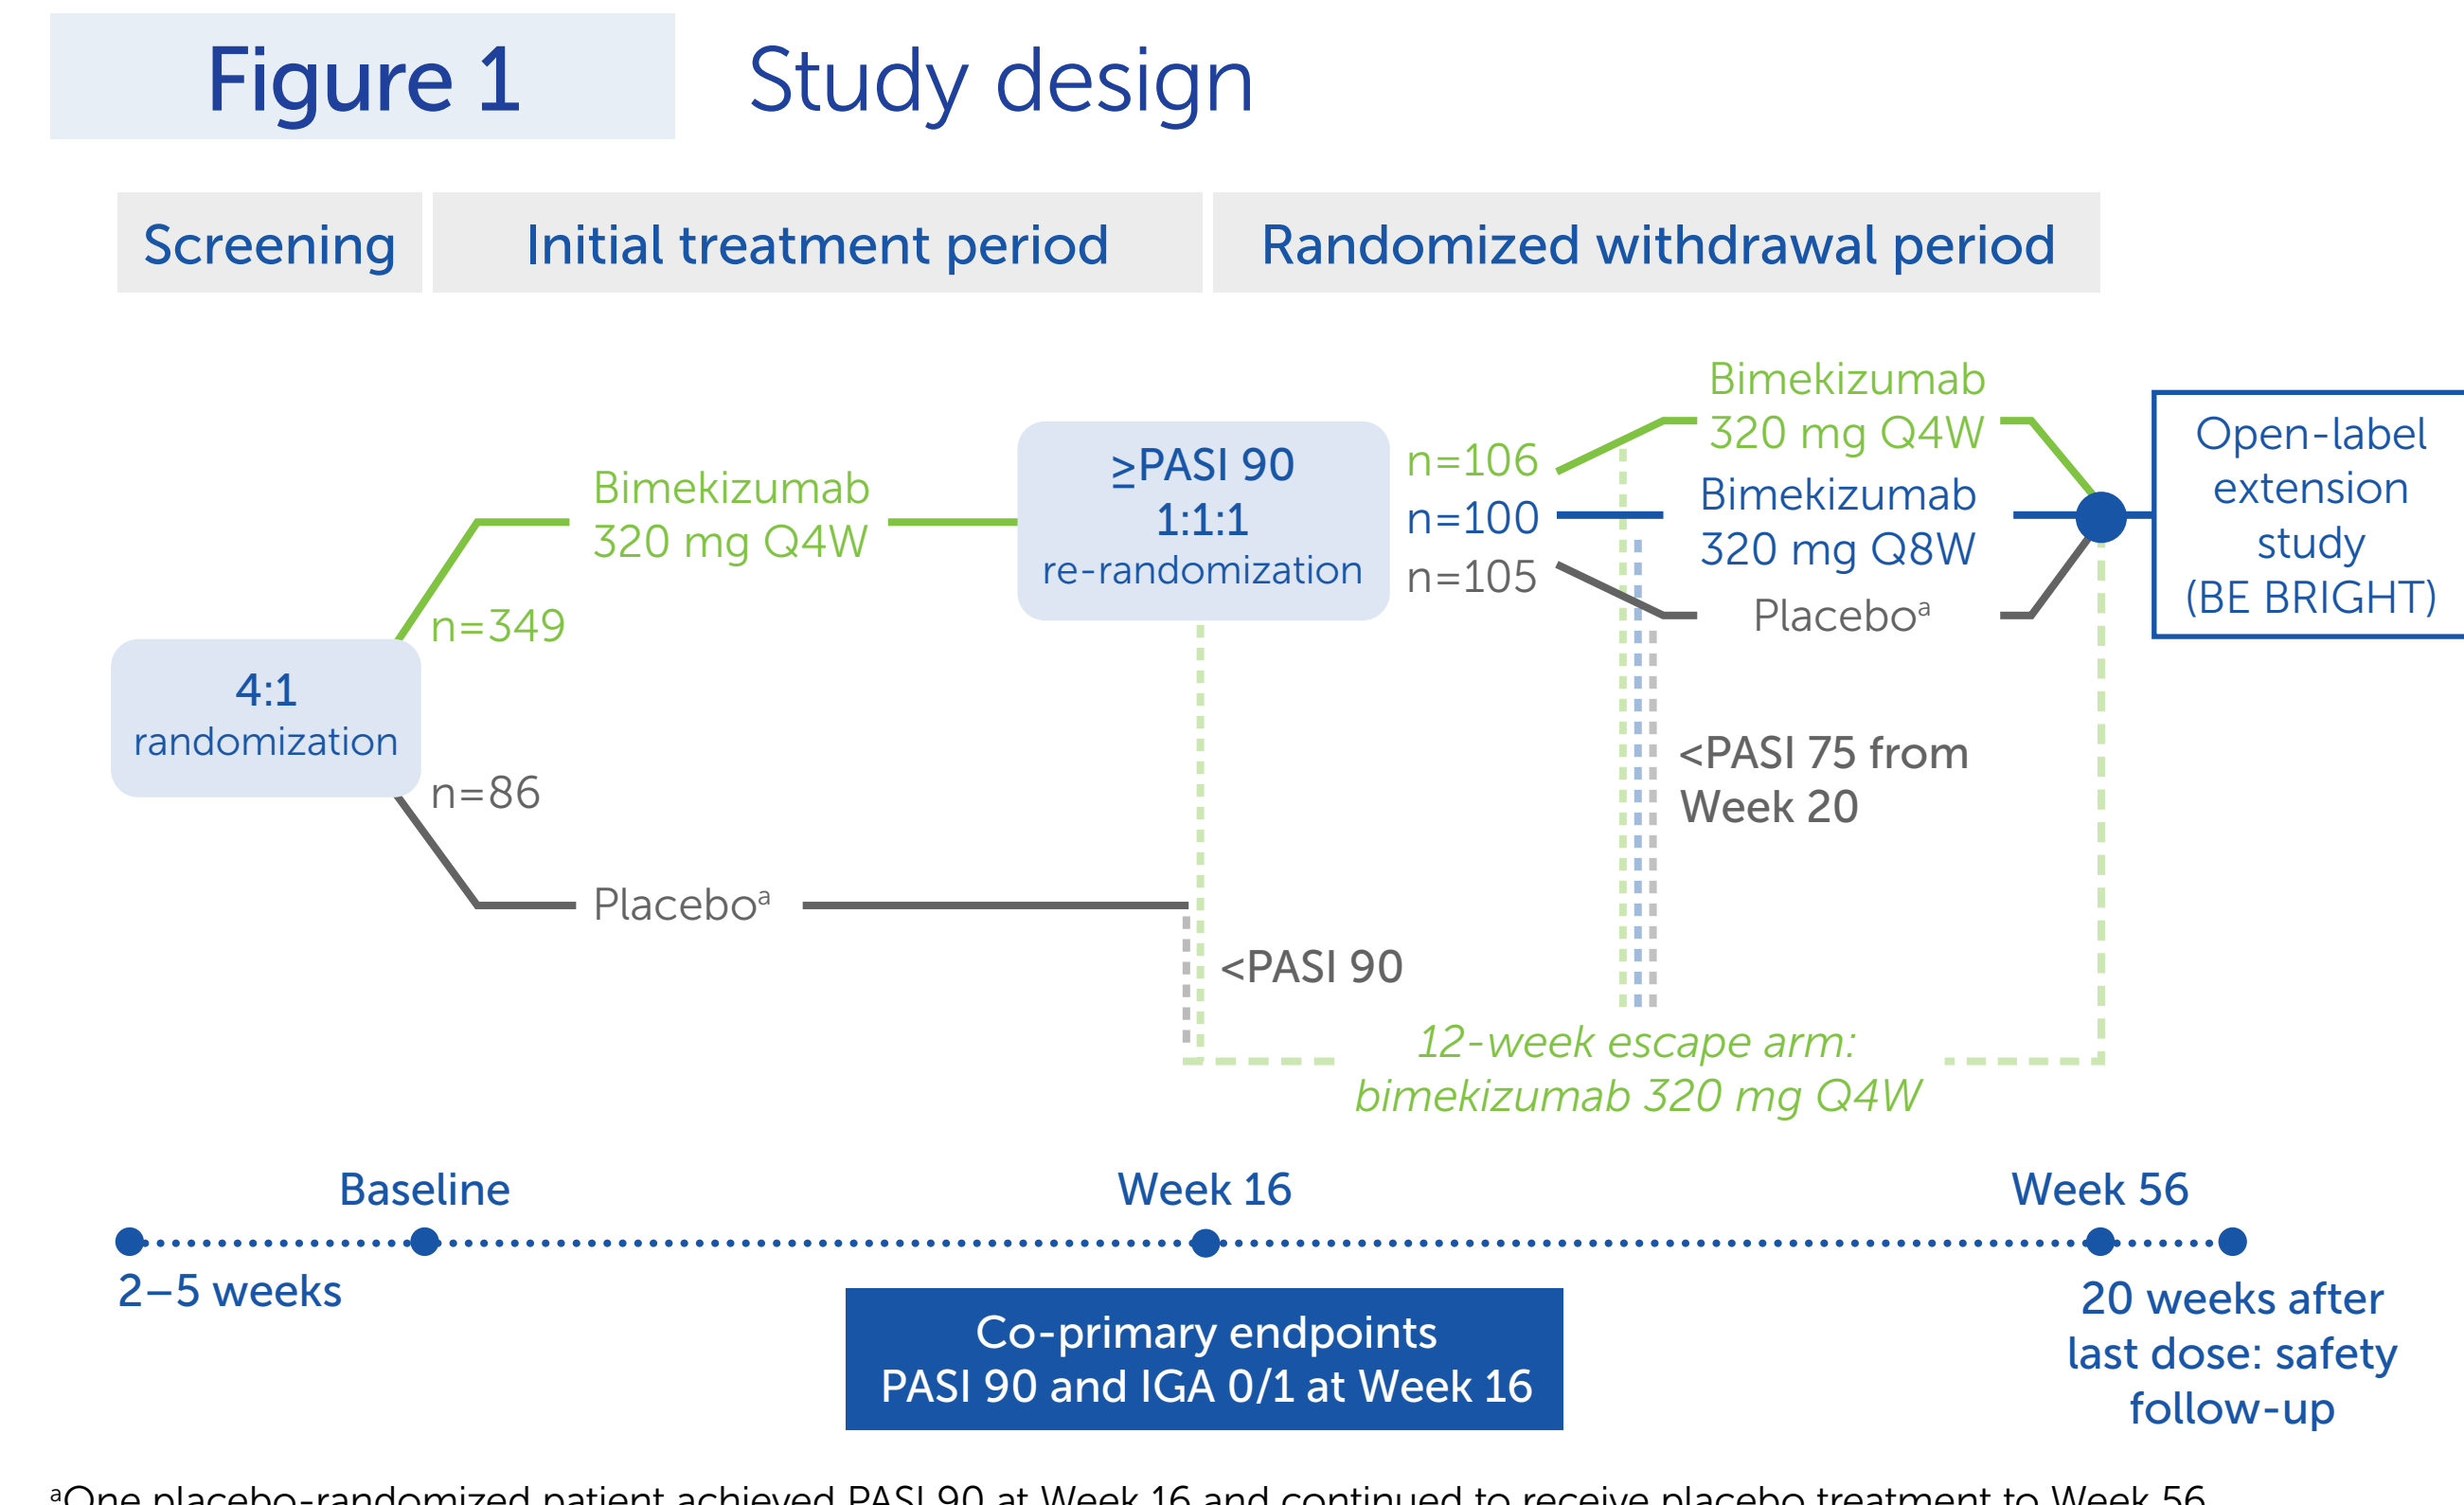 Figure 1
Study design
Screening
Initial treatment period
Randomized withdrawal period
4:1
randomization
n=349
Bimekizumab
320 mg Q4W
n=86
Placeboᵃ
≥PASI 90
1:1:1
re-randomization
<PASI 90
n=106
n=100
n=105
Bimekizumab
320 mg Q4W
Bimekizumab
320 mg Q8W
Placeboᵃ
<PASI 75 from
Week 20
12-week escape arm:
bimekizumab 320 mg Q4W
Open-label
extension
study
(BE BRIGHT)
Baseline
Week 16
Week 56
2–5 weeks
Co-primary endpoints
PASI 90 and IGA 0/1 at Week 16
20 weeks after
last dose: safety
follow-up
ᵃOne placebo-randomized patient achieved PASI 90 at Week 16 and continued to receive placebo treatment to Week 56